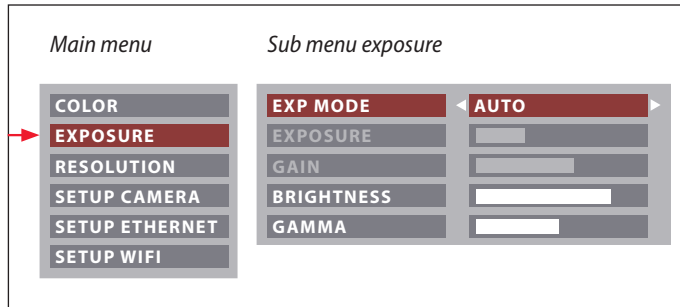 Main menu
Sub menu exposure
COLOR
EXPOSURE
RESOLUTION
SETUP CAMERA
SETUP ETHERNET
SETUP WIFI
EXP MODE AUTO
EXPOSURE
GAIN
BRIGHTNESS
GAMMA